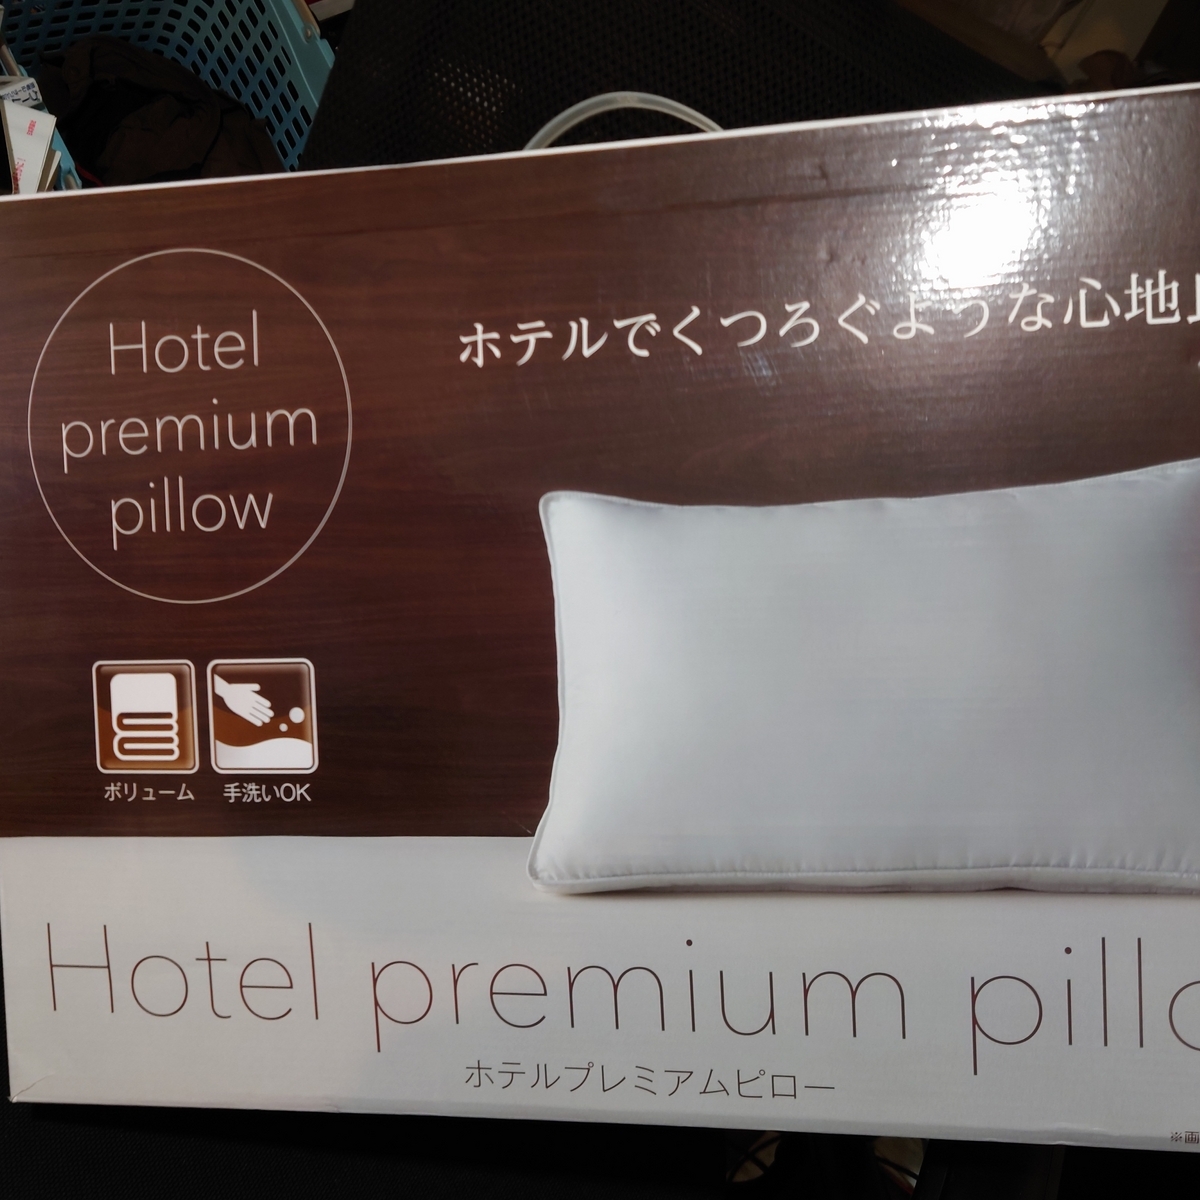 Hotel
premium
pillow
ホテルでくつろぐような心地
ボリューム
手洗いOK
Hotel premium
ホテルプレミアムピロー
※画